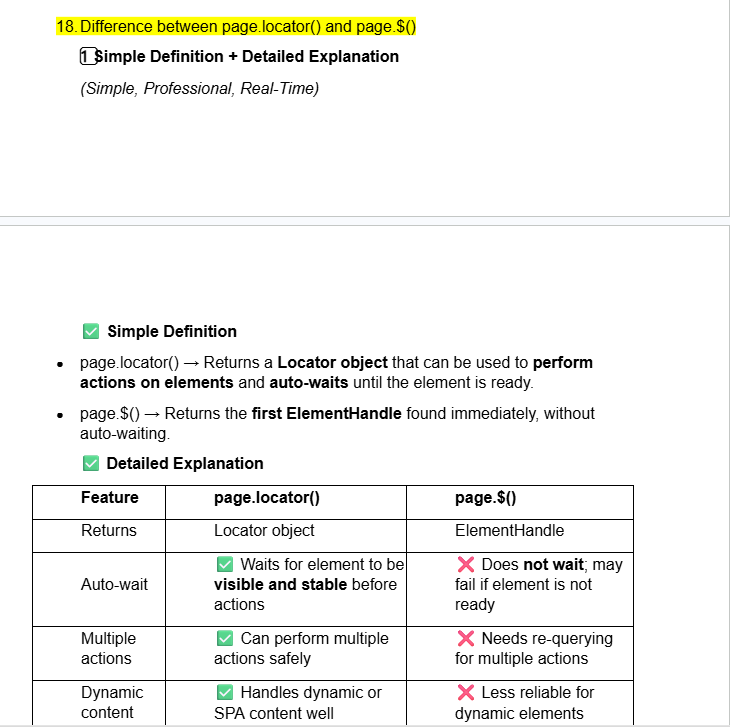 18. Difference between page.locator() and page.$()
1 Simple Definition + Detailed Explanation
(Simple, Professional, Real-Time)
✅ Simple Definition
• page.locator() → Returns a Locator object that can be used to perform
actions on elements and auto-waits until the element is ready.
• page.$() → Returns the first ElementHandle found immediately, without
auto-waiting.
✅ Detailed Explanation
Feature page.locator() page.$()
Returns Locator object ElementHandle
Auto-wait
✅ Waits for element to be
visible and stable before
actions
❌ Does not wait; may
fail if element is not
ready
Multiple
actions
✅ Can perform multiple
actions safely
❌ Needs re-querying
for multiple actions
Dynamic
content
✅ Handles dynamic or
SPA content well
❌ Less reliable for
dynamic elements